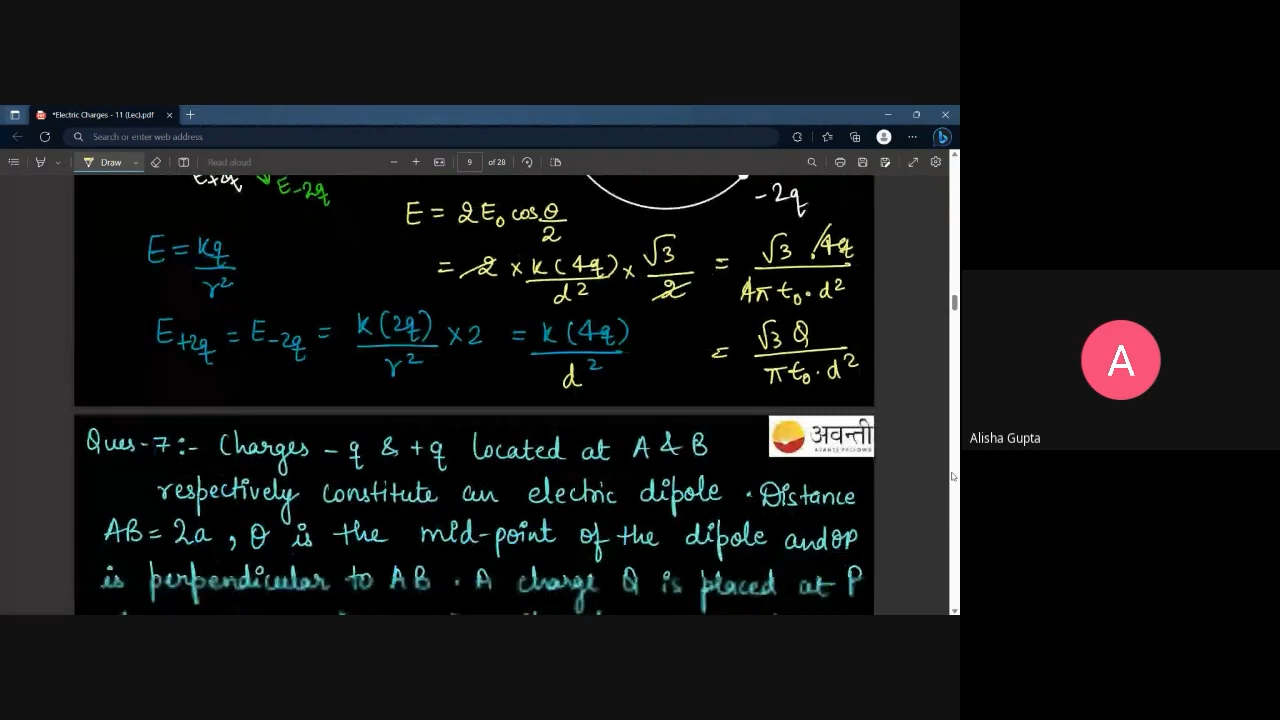 *Electric Charges - 11 (Lec).pdf
Search or enter web address
Draw
Read aloud
9 of 28
E+2q
E-2q
-2q
E = 2E₀ cos θ/2
= 2 × k(4q)/d² × √3/2 = √3 . 4q / 4π ε₀ . d²
E = kq/r²
E+2q = E-2q = k(2q)/r² × 2 = k(4q)/d²
= √3 Q / π ε₀ . d²
Ques-7:- Charges -q & +q located at A & B
अवन्ती
AVANTI FELLOWS
respectively constitute an electric dipole . Distance
AB = 2a , O is the mid-point of the dipole and OP
is perpendicular to AB . A charge Q is placed at P
A
Alisha Gupta